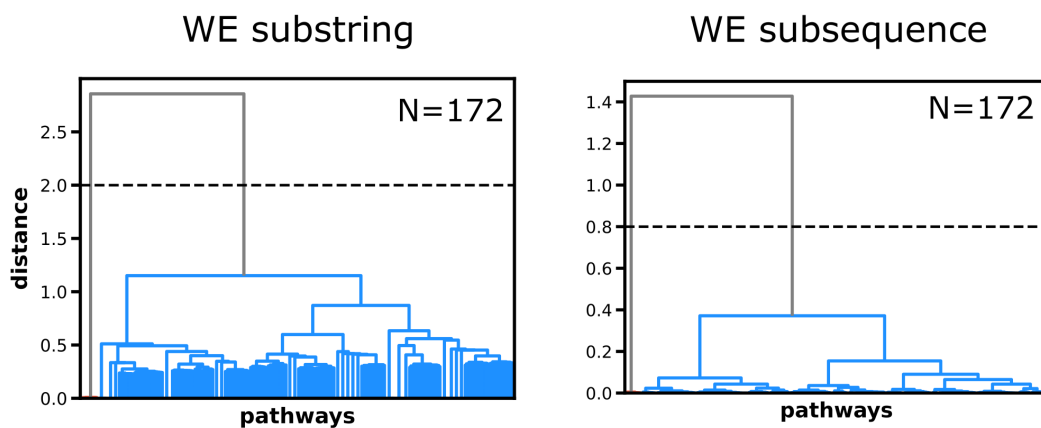 WE substring
WE subsequence
N=172
2.5
2.0
1.5
1.0
0.5
0.0
distance
pathways
N=172
1.4
1.2
1.0
0.8
0.6
0.4
0.2
0.0
pathways